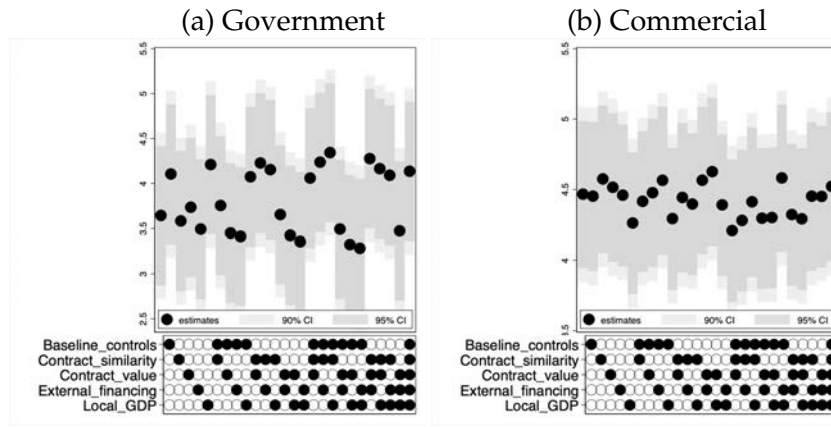 (a) Government (b) Commercial
5.5 5.5
5 5
4.5 4.5
4 4
3.5 3.5
3
2.5
estimates 90% CI 95% CI estimates 90% CI 95% CI
Baseline_controls Baseline_controls
Contract_similarity Contract_similarity
Contract_value Contract_value
External_financing External_financing
Local_GDP Local_GDP